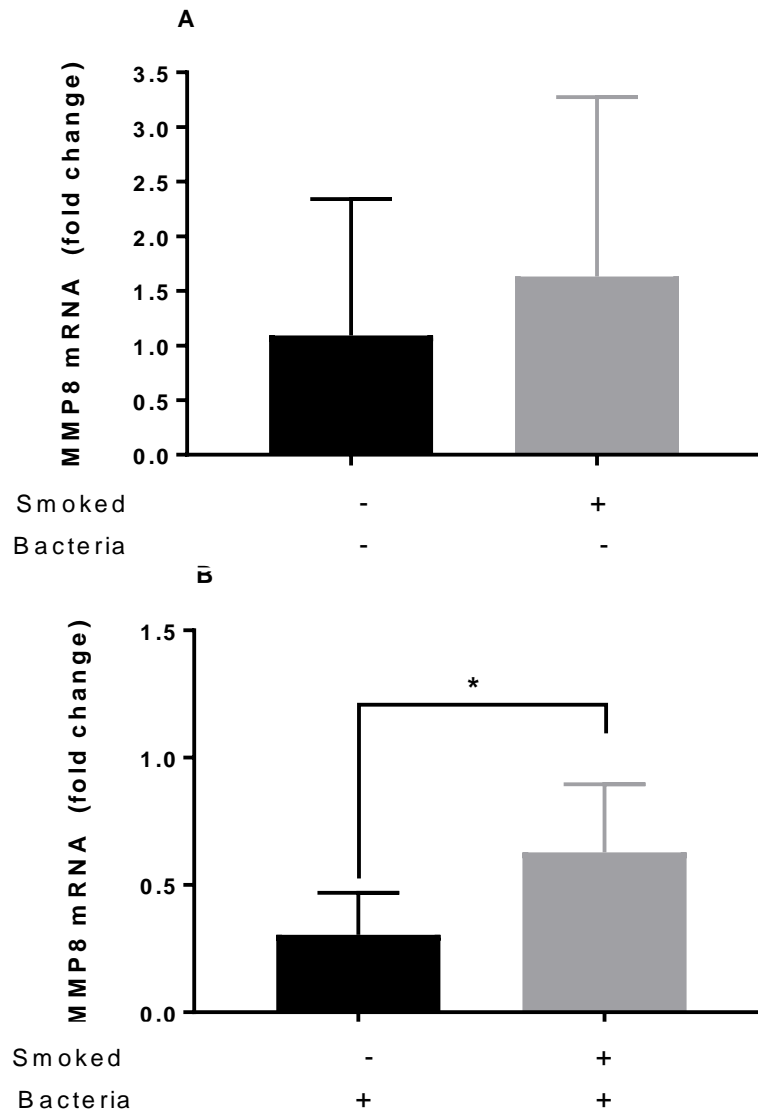 A
MMP8 mRNA (fold change)
3.5
3.0
2.5
2.0
1.5
1.0
0.5
0.0
Smoked - +
Bacteria - -
B
MMP8 mRNA (fold change)
1.5
1.0
0.5
0.0
*
Smoked - +
Bacteria + +